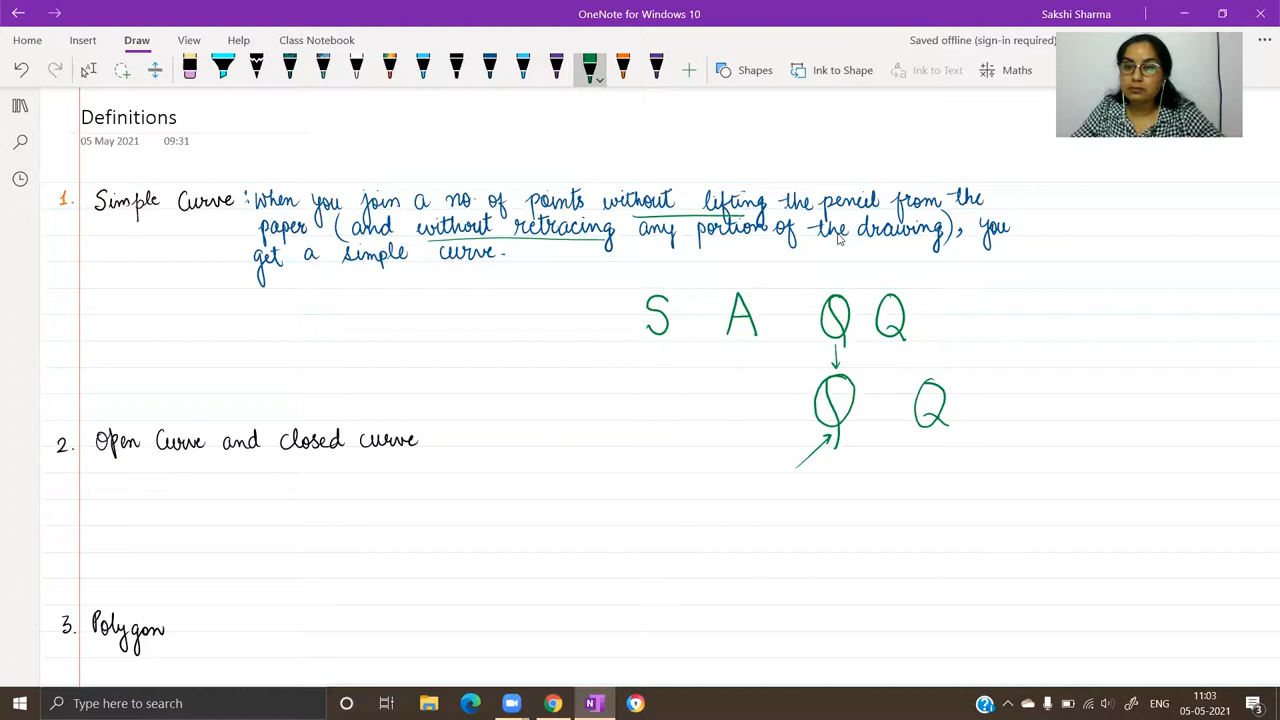 OneNote for Windows 10
Sakshi Sharma
Home Insert Draw View Help Class Notebook
Saved offline (sign-in required)
Shapes Ink to Shape Ink to Text Maths
Definitions
05 May 2021 09:31
1. Simple Curve : When you join a no. of points without lifting the pencil from the
paper (and without retracing any portion of the drawing), you
get a simple curve.
S A Q Q
Q Q
2. Open Curve and closed curve
3. Polygon
Type here to search
ENG
11:03
05-05-2021
3